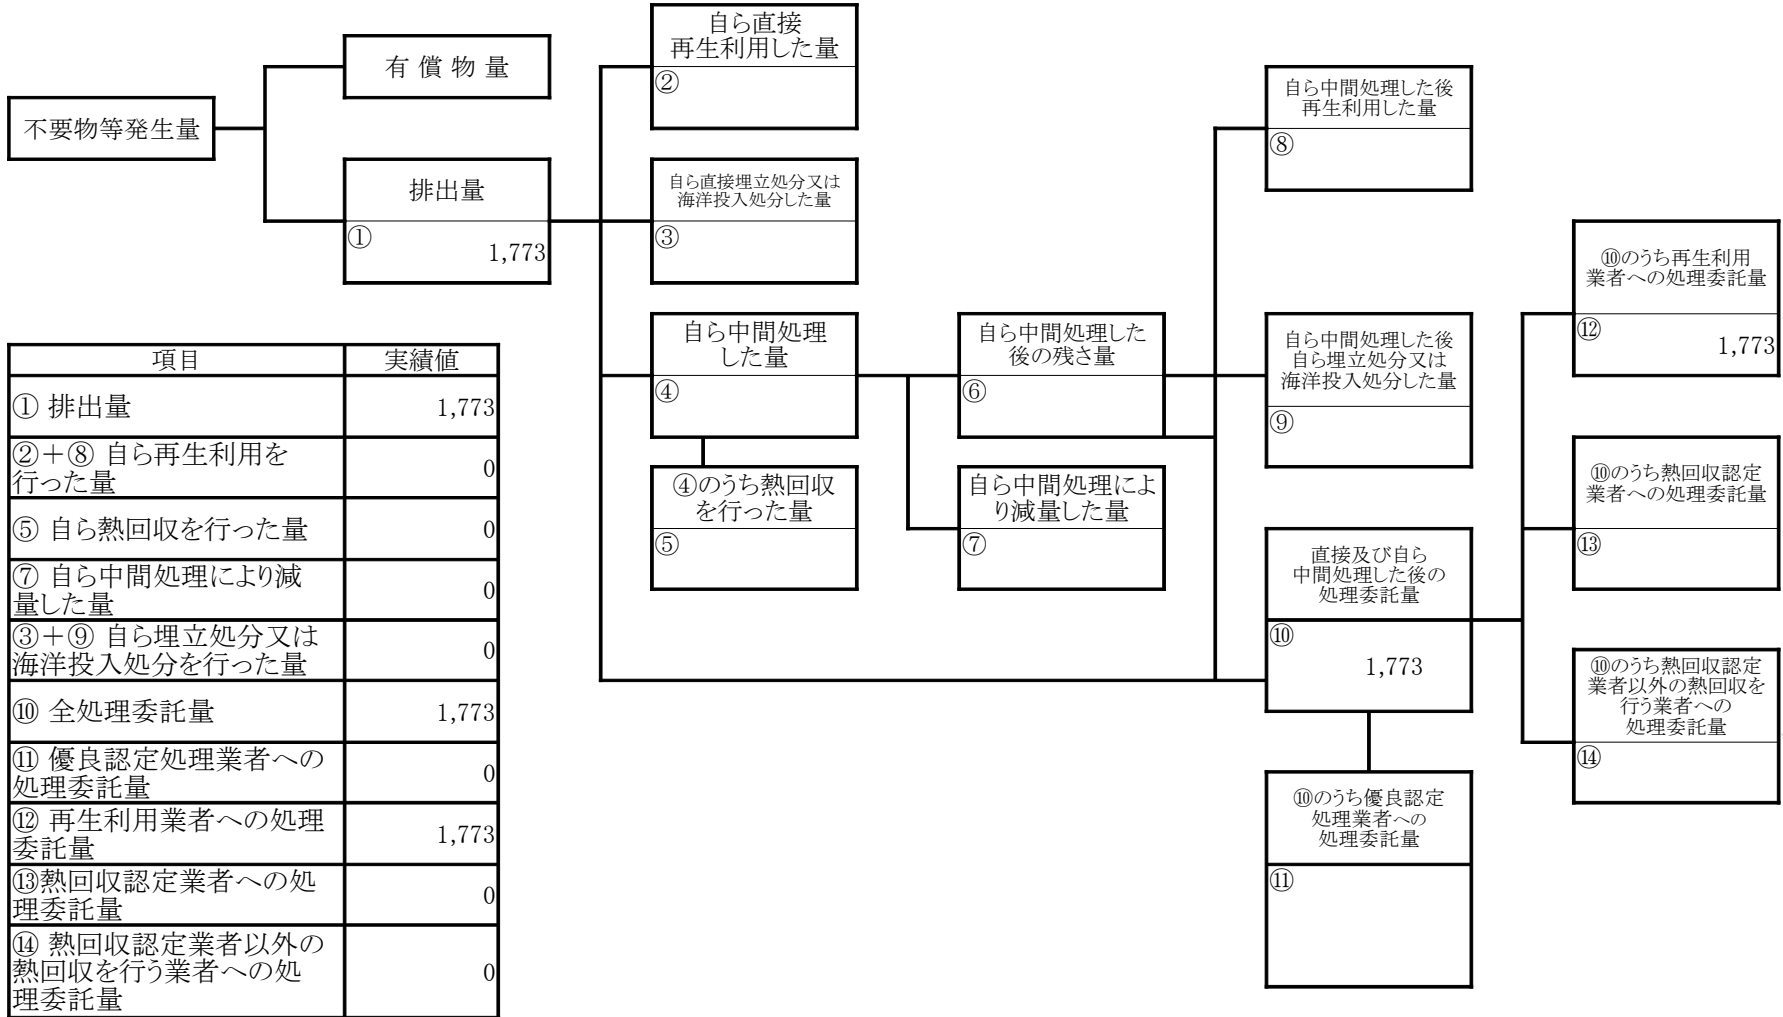 不要物等発生量
有 償 物 量
排出量
①
1,773
自ら直接
再生利用した量
②
自ら直接埋立処分又は
海洋投入処分した量
③
自ら中間処理
した量
④
④のうち熱回収
を行った量
⑤
自ら中間処理した
後の残さ量
⑥
自ら中間処理によ
り減量した量
⑦
自ら中間処理した後
再生利用した量
⑧
自ら中間処理した後
自ら埋立処分又は
海洋投入処分した量
⑨
直接及び自ら
中間処理した後の
処理委託量
⑩
1,773
⑩のうち優良認定
処理業者への
処理委託量
⑪
⑩のうち再生利用
業者への処理委託量
⑫
1,773
⑩のうち熱回収認定
業者への処理委託量
⑬
⑩のうち熱回収認定
業者以外の熱回収を
行う業者への
処理委託量
⑭
項目 実績値
① 排出量 1,773
②＋⑧ 自ら再生利用を
行った量 0
⑤ 自ら熱回収を行った量 0
⑦ 自ら中間処理により減
量した量 0
③＋⑨ 自ら埋立処分又は
海洋投入処分を行った量 0
⑩ 全処理委託量 1,773
⑪ 優良認定処理業者への
処理委託量 0
⑫ 再生利用業者への処理
委託量 1,773
⑬熱回収認定業者への処
理委託量 0
⑭ 熱回収認定業者以外の
熱回収を行う業者への処
理委託量 0